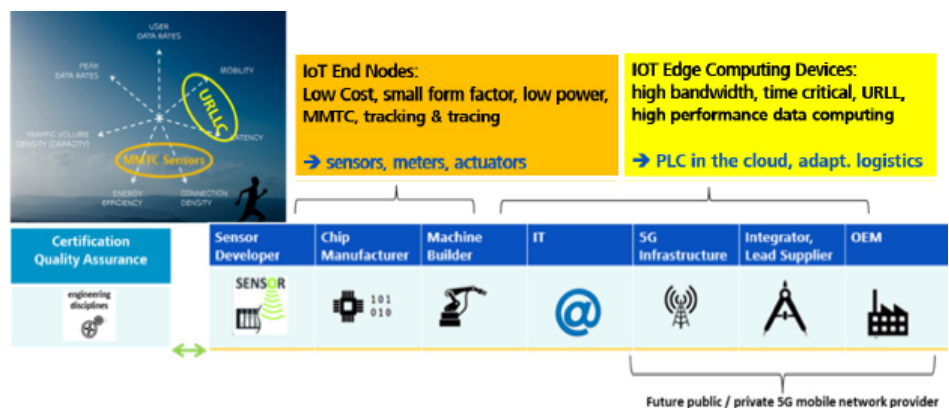 USER
DATA RATES
PEAK
DATA RATES
MOBILITY
URLLC
TRAFFIC VOLUME
DENSITY (CAPACITY)
LATENCY
MMTC Sensors
ENERGY
EFFICIENCY
CONNECTION
DENSITY
IoT End Nodes:
Low Cost, small form factor, low power,
MMTC, tracking & tracing
➔ sensors, meters, actuators
IOT Edge Computing Devices:
high bandwidth, time critical, URLL,
high performance data computing
➔ PLC in the cloud, adapt. logistics
Certification
Quality Assurance
engineering
disciplines
Sensor
Developer
Chip
Manufacturer
Machine
Builder
IT
5G
Infrastructure
Integrator,
Lead Supplier
OEM
SENSOR
101
010
@
Future public / private 5G mobile network provider